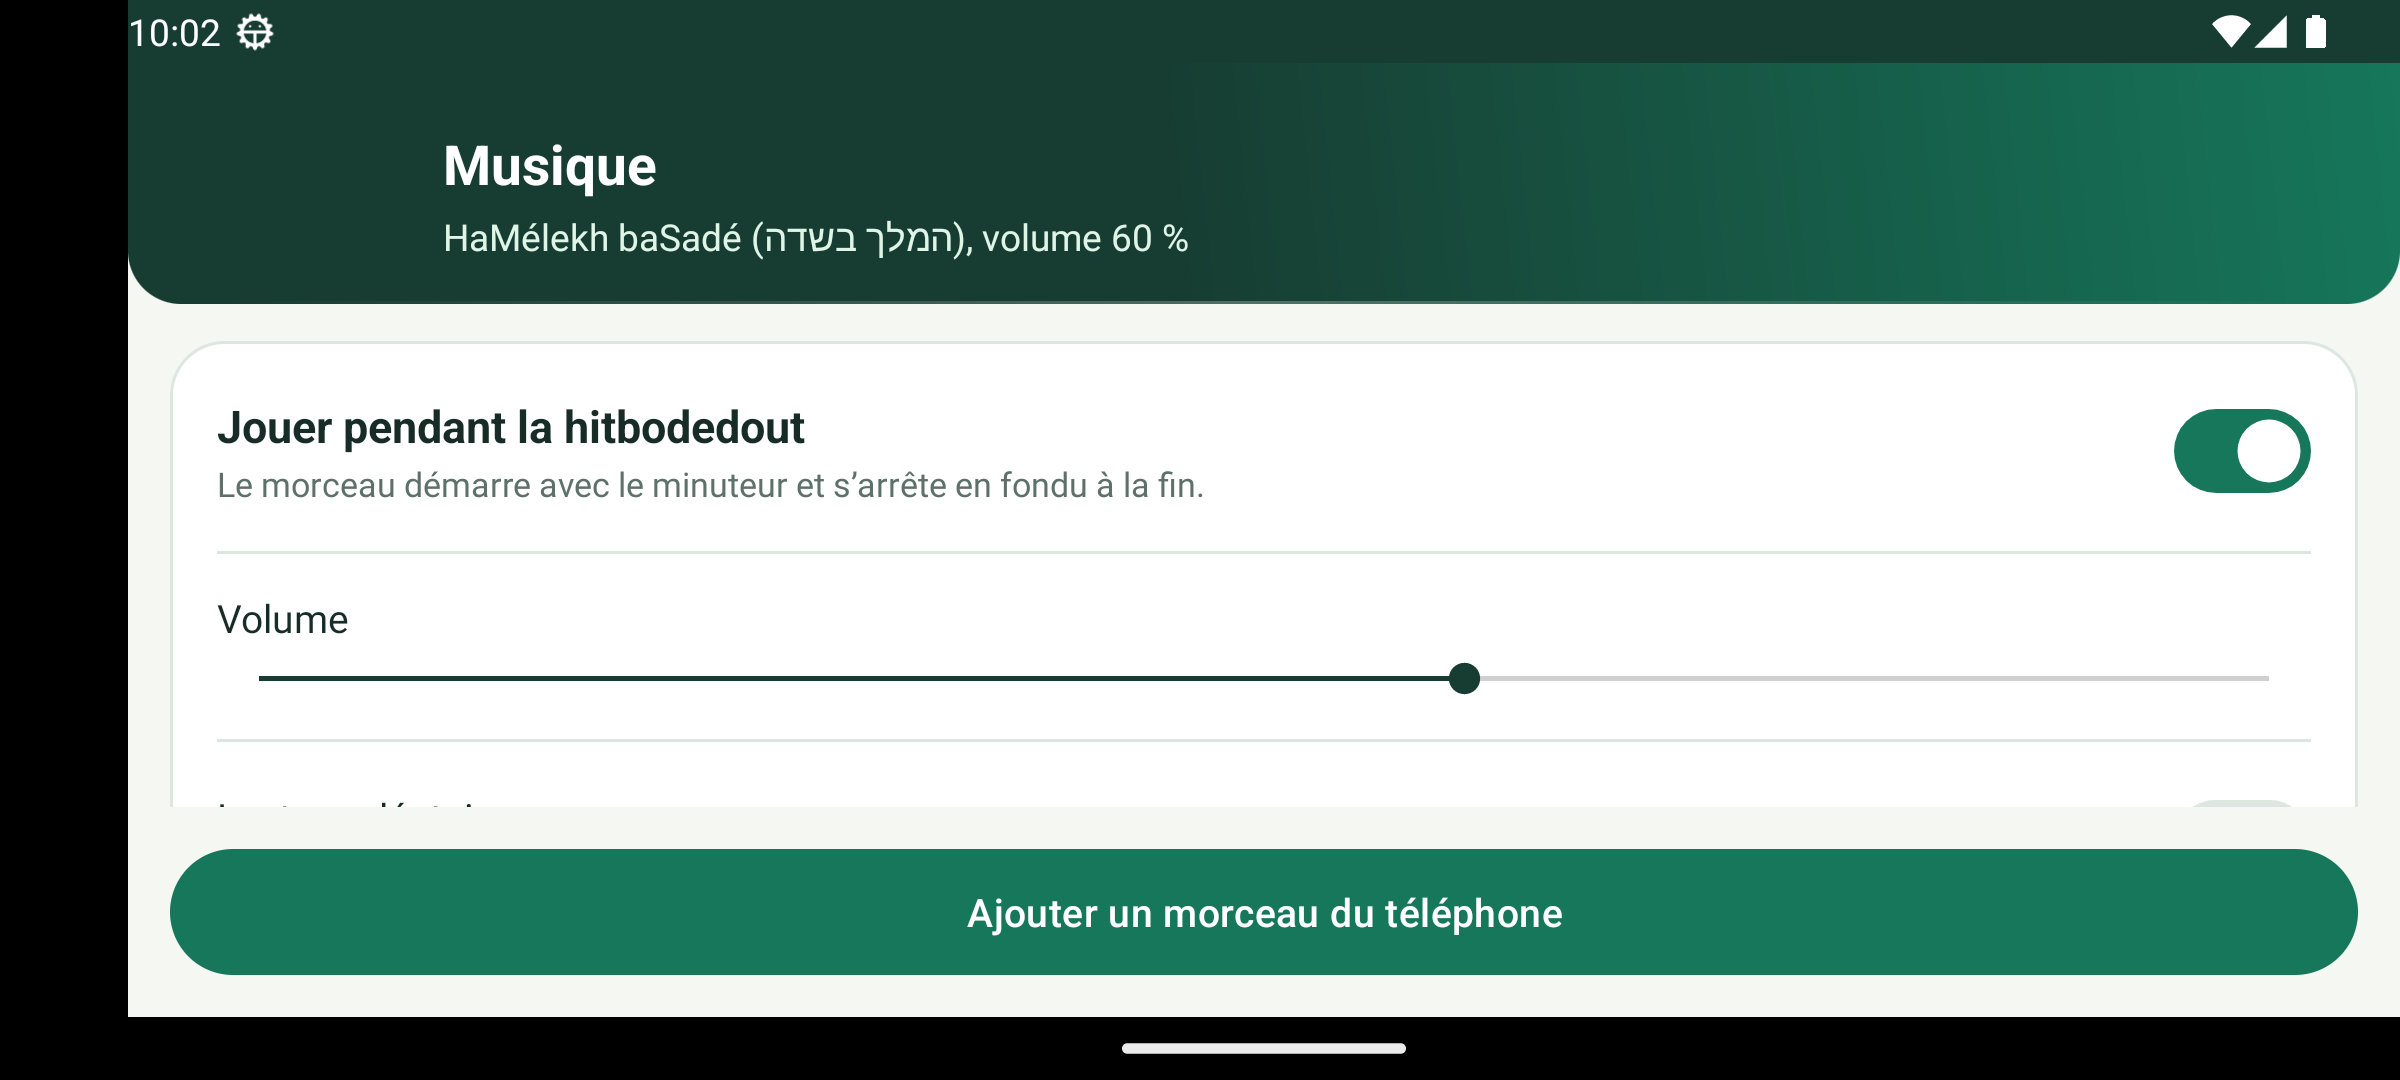 10:02
Musique
HaMélekh baSadé (המלך בשדה), volume 60 %
Jouer pendant la hitbodedout
Le morceau démarre avec le minuteur et s’arrête en fondu à la fin.
Volume
Ajouter un morceau du téléphone